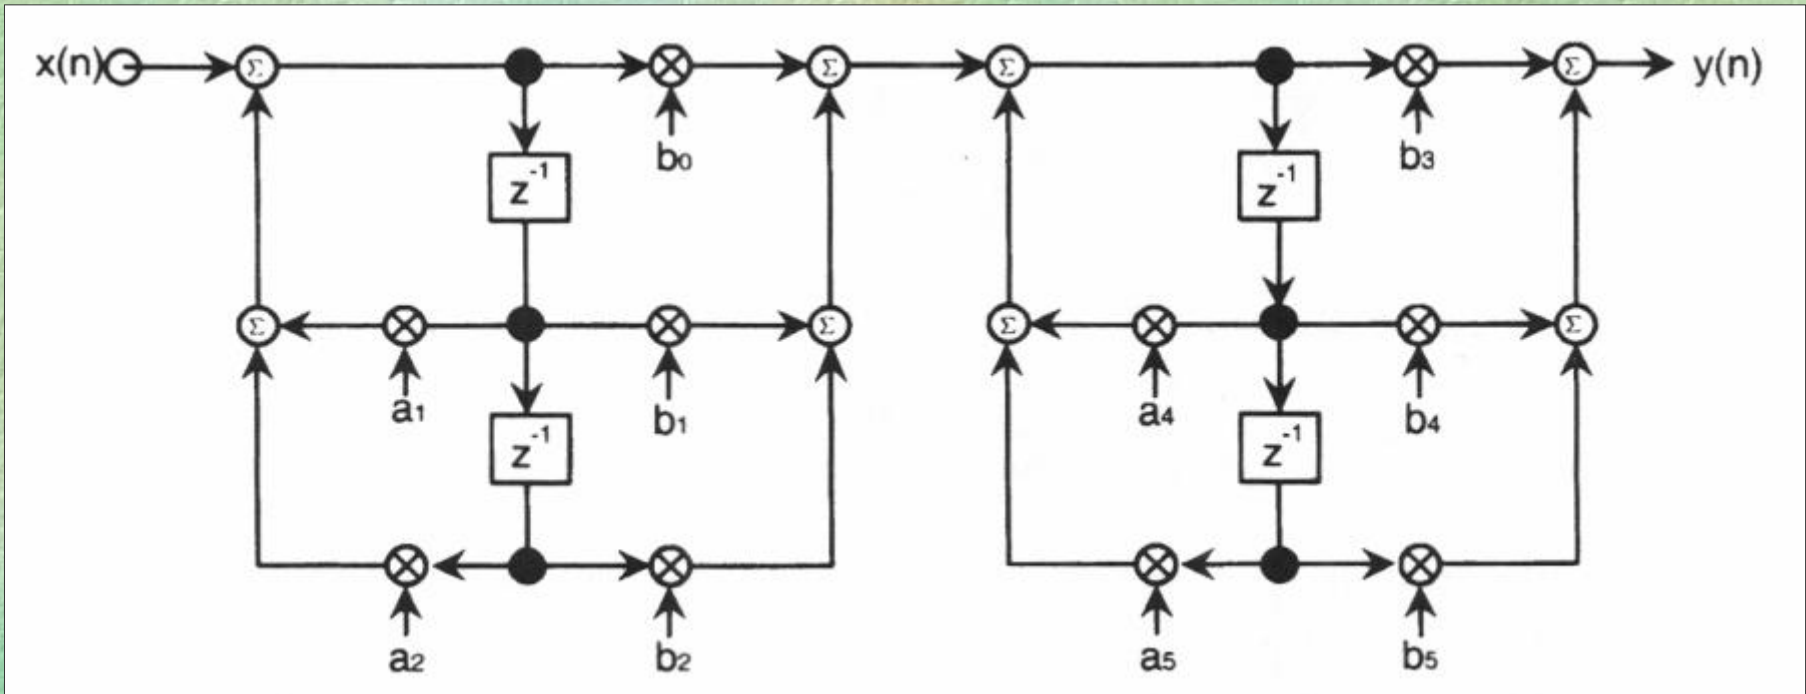 x(n) Σ Σ Σ Σ y(n)
b0 b3
z-1 z-1
Σ Σ Σ Σ
a1 b1 a4 b4
z-1 z-1
a2 b2 a5 b5